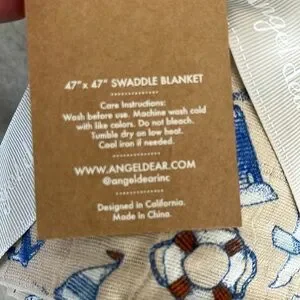 47"x 47" SWADDLE BLANKET
Care Instructions:
Wash before use. Machine wash cold
with like colors. Do not bleach.
Tumble dry on low heat.
Cool iron if needed.
WWW.ANGELDEAR.COM
@angeldearinc
Designed in California.
Made in China.